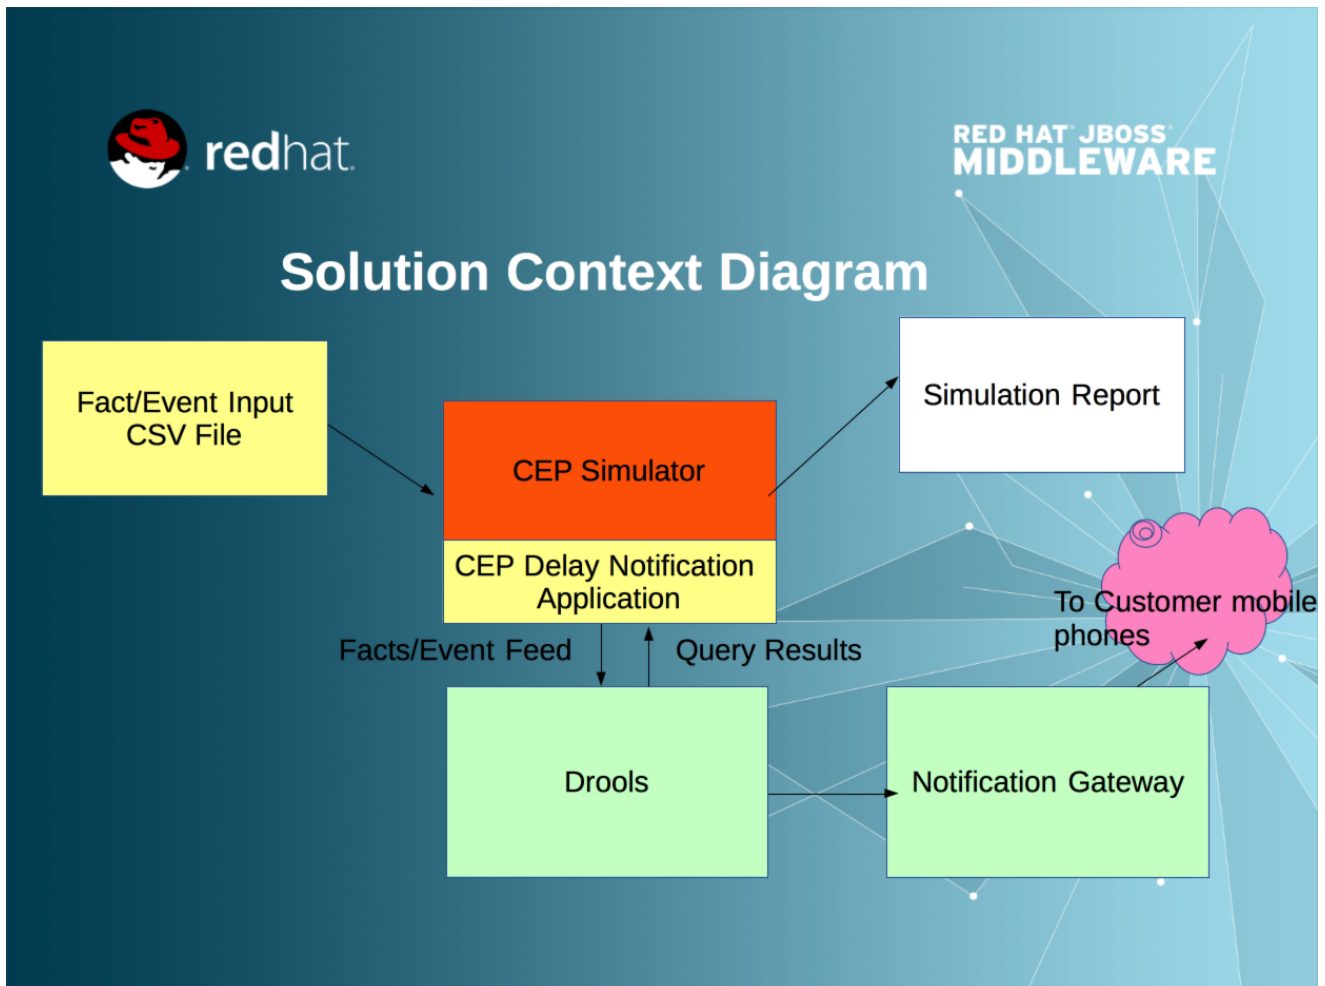 redhat.
RED HAT® JBOSS®
MIDDLEWARE
Solution Context Diagram
Fact/Event Input
CSV File
CEP Simulator
Simulation Report
CEP Delay Notification
Application
To Customer mobile
phones
Facts/Event Feed
Query Results
Drools
Notification Gateway